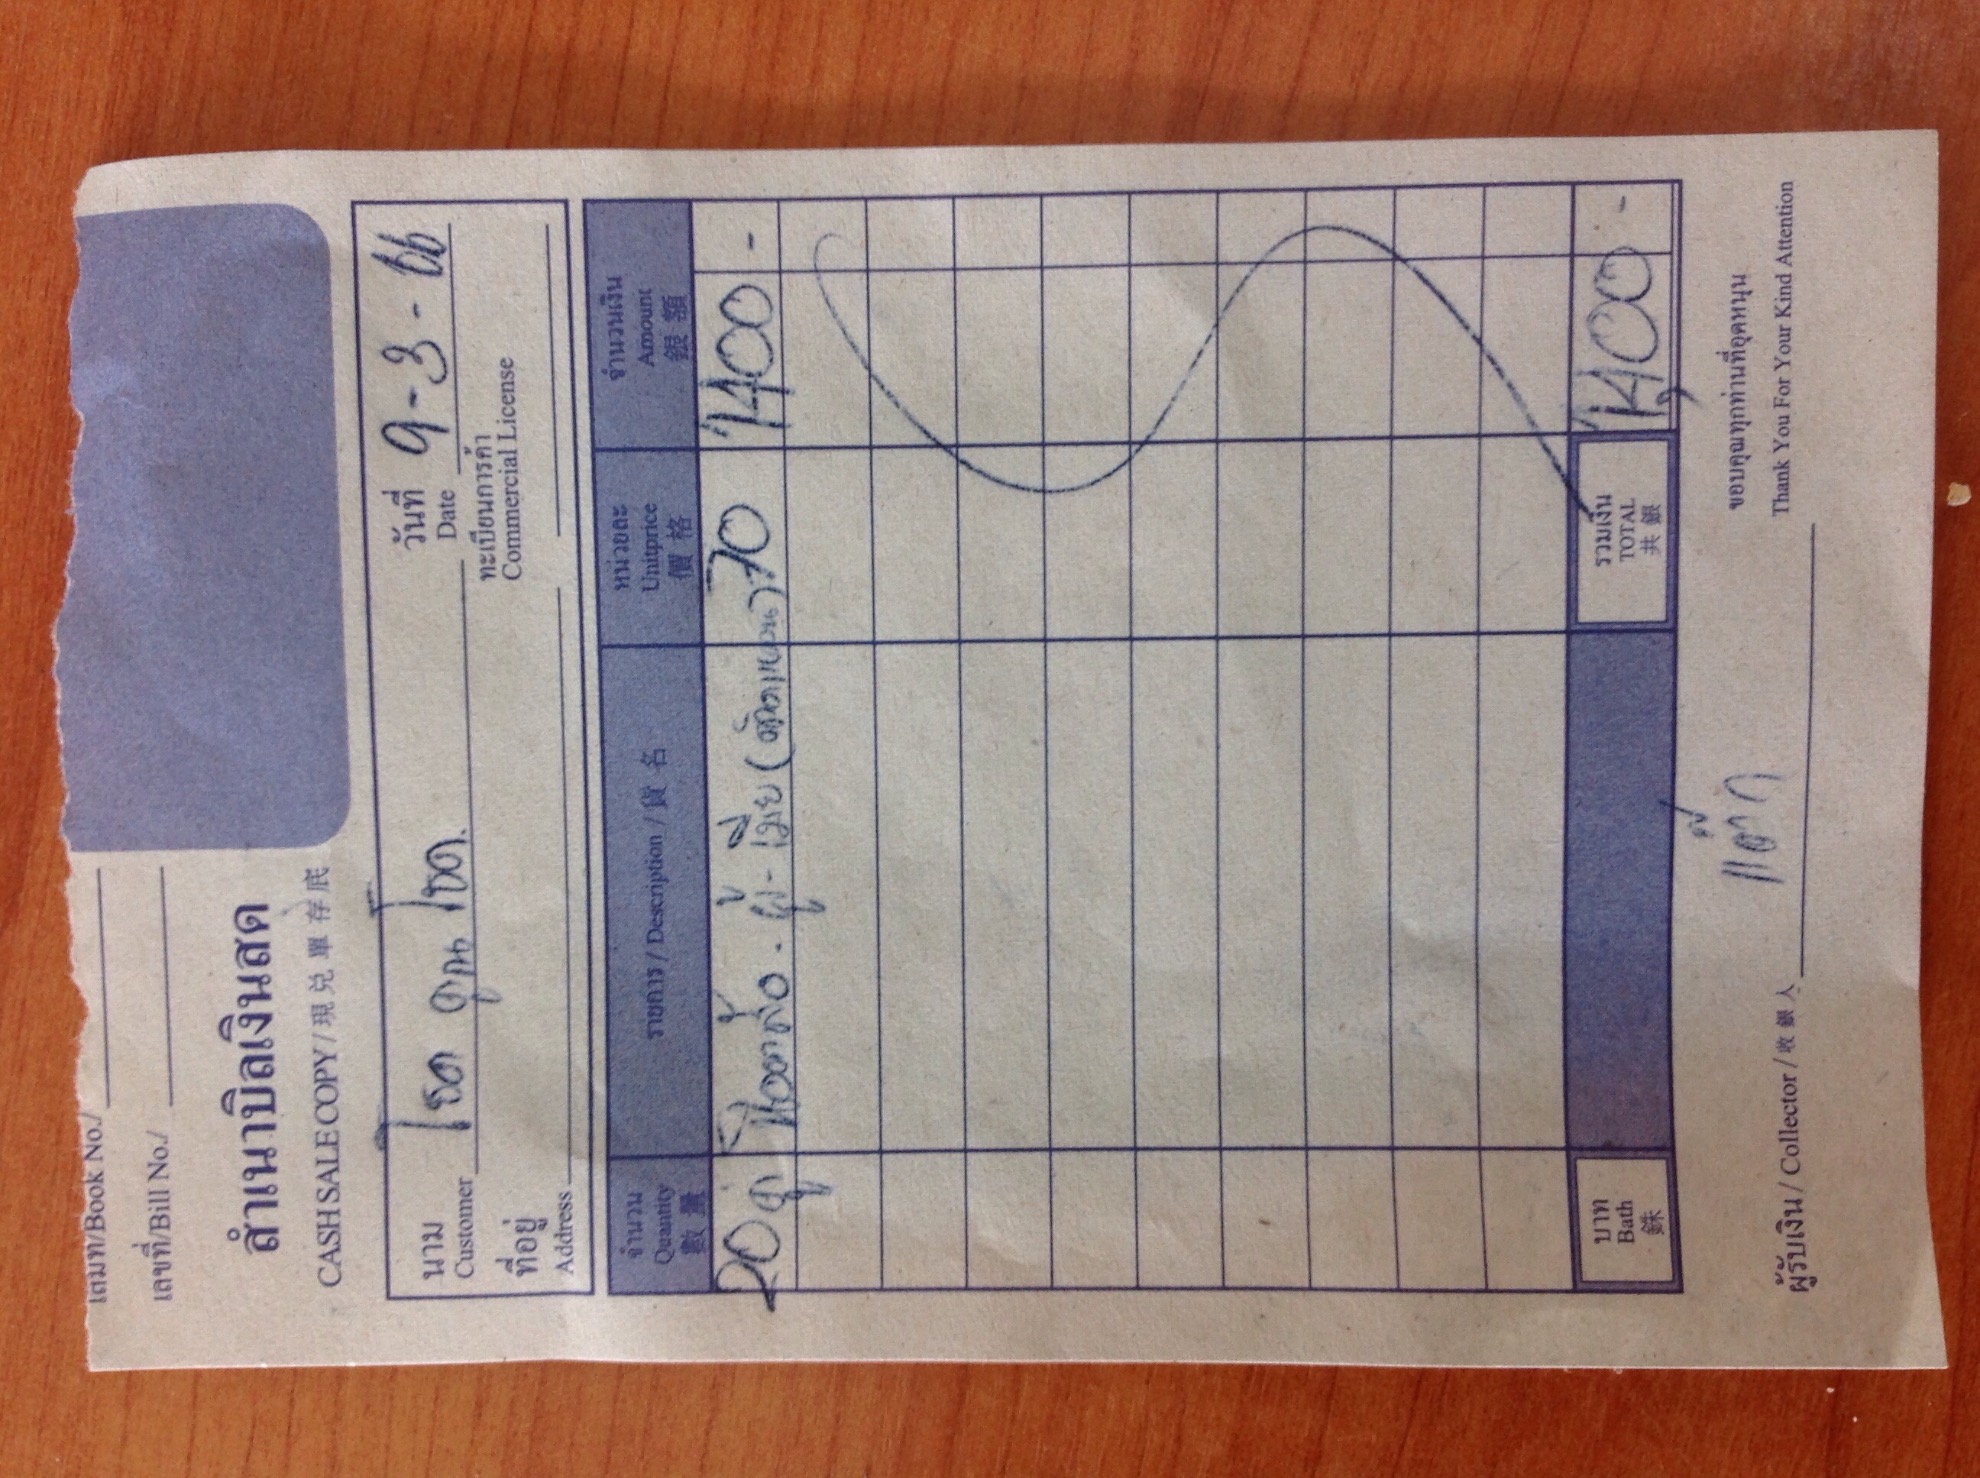 เล่มที่/Book No./
เลขที่/Bill No./
สำเนาบิลเงินสด
CASH SALE COPY / 現 兌 單 存 底
นาม
Customer
วันที่ 9-3-66
Date
ที่อยู่
Address
ทะเบียนการค้า
Commercial License
จำนวน รายการ / Description / 貨 名 หน่วยละ จำนวนเงิน
Quantity Unitprice Amount
數 量 價 格 銀 額
20 คู่ - ผู้ - เมีย ( 70 1400 -
บาท รวมเงิน 1,400 -
Bath TOTAL
銖 共 銀
ผู้รับเงิน / Collector / 收 銀 人
ขอบคุณทุกท่านที่อุดหนุน
Thank You For Your Kind Attention